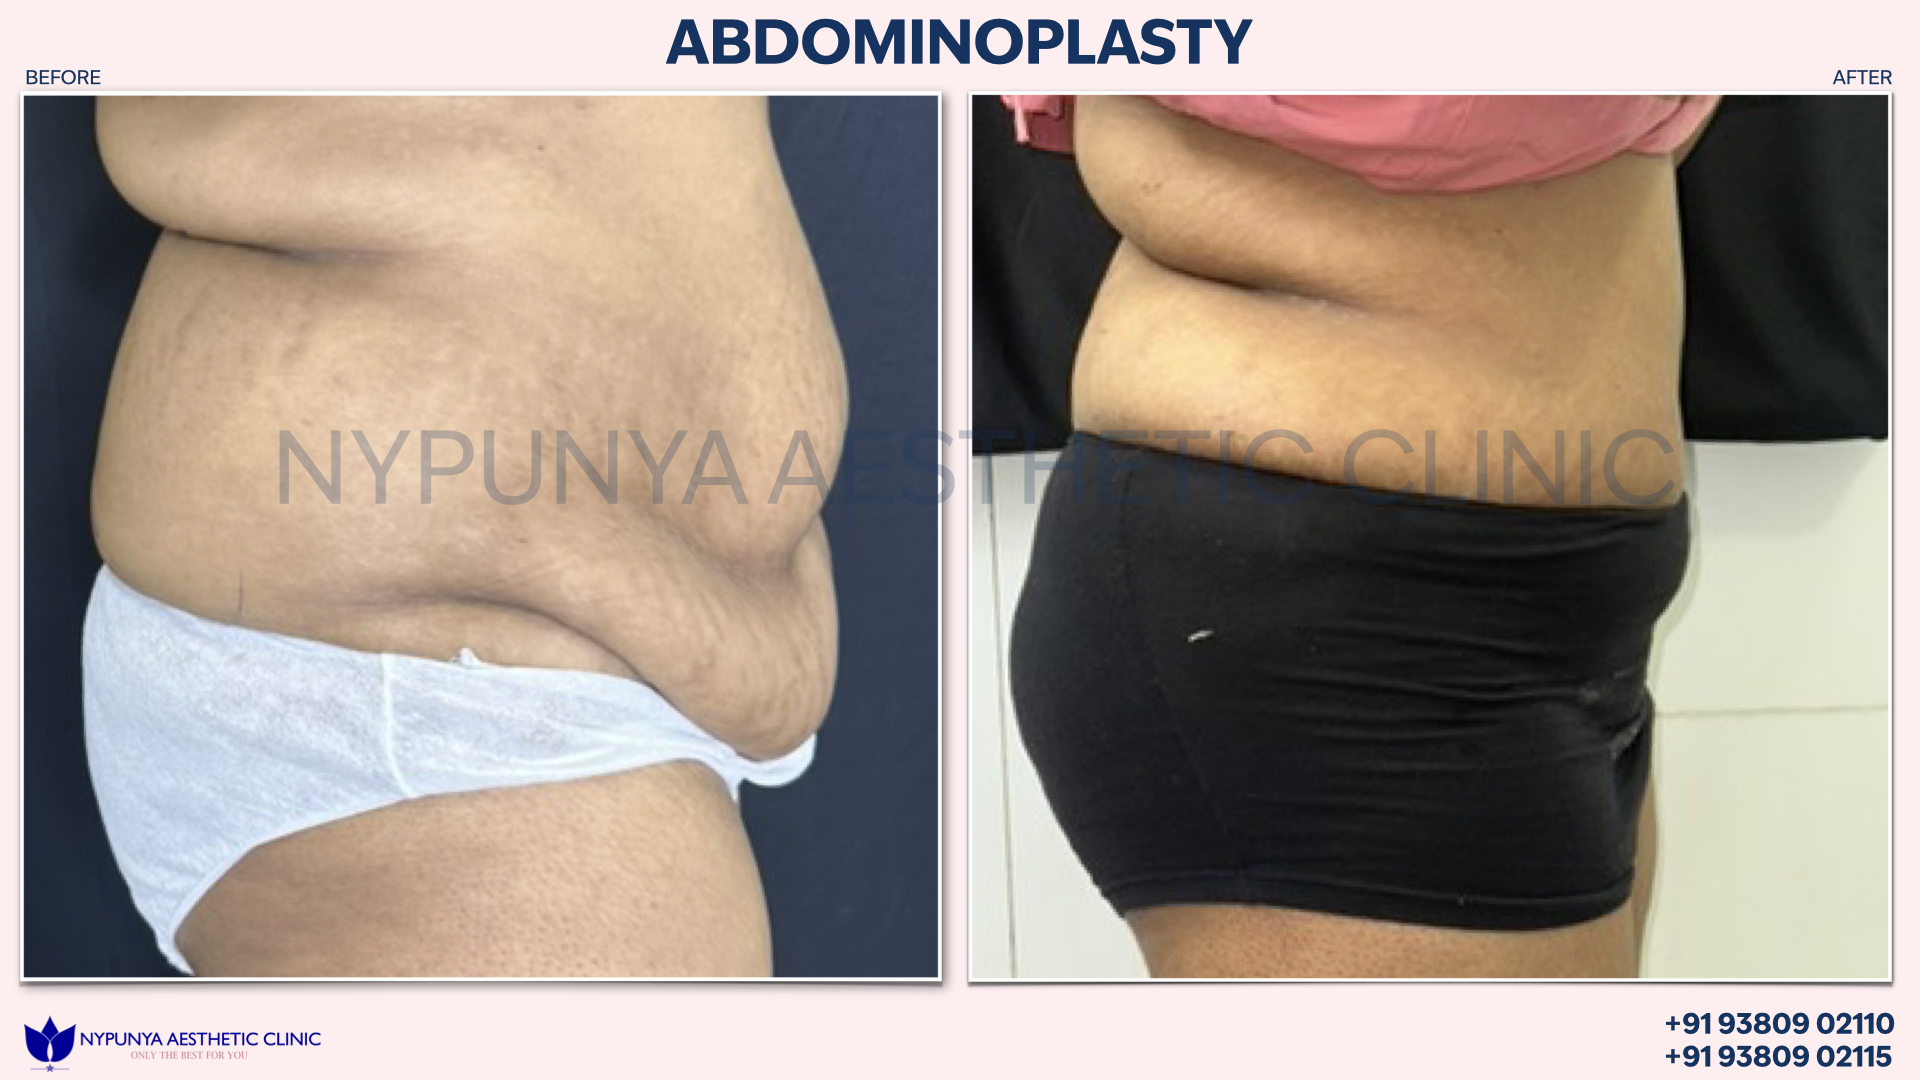 ABDOMINOPLASTY
BEFORE
AFTER
NYPUNYA AESTHETIC CLINIC
NYPUNYA AESTHETIC CLINIC
ONLY THE BEST FOR YOU
+91 93809 02110
+91 93809 02115